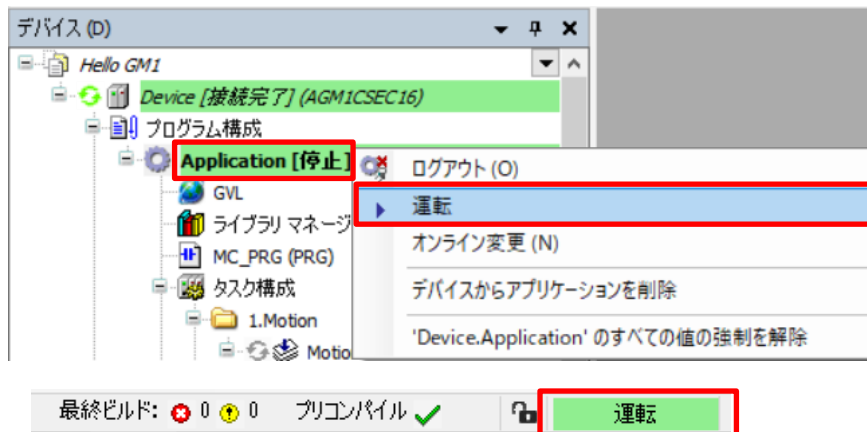 デバイス (D)
Hello GM1
Device [接続完了] (AGM1CSEC16)
プログラム構成
Application [停止]
GVL
ライブラリ マネージ
MC_PRG (PRG)
タスク構成
1.Motion
Motio
ログアウト (O)
運転
オンライン変更 (N)
デバイスからアプリケーションを削除
'Device.Application' のすべての値の強制を解除
最終ビルド: 0 0 プリコンパイル 運転